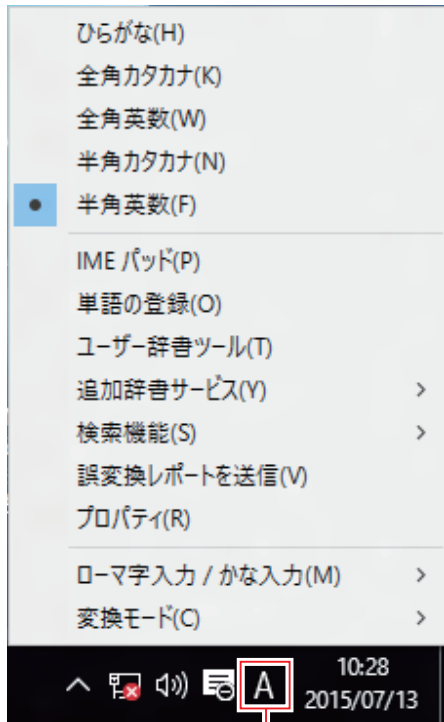 ひらがな(H)
全角カタカナ(K)
全角英数(W)
半角カタカナ(N)
半角英数(F)
IME パッド(P)
単語の登録(O)
ユーザー辞書ツール(T)
追加辞書サービス(Y)
検索機能(S)
誤変換レポートを送信(V)
プロパティ(R)
ローマ字入力 / かな入力(M)
変換モード(C)
A
10:28
2015/07/13